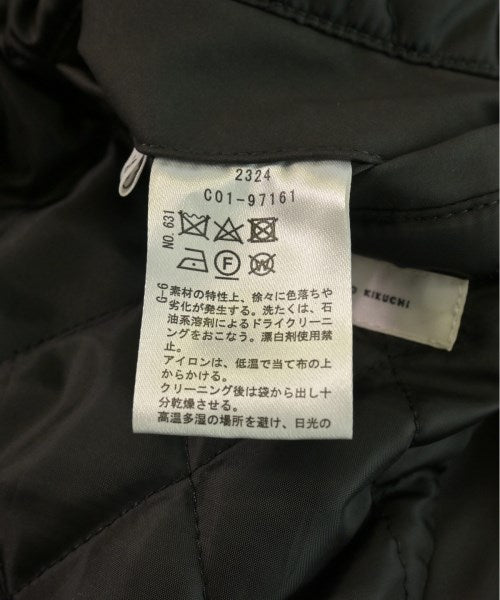 2324
C01-97161
NO.631
G-6
素材の特性上、徐々に色落ちや
劣化が発生する。洗たくは、石
油系溶剤によるドライクリーニ
ングをおこなう。漂白剤使用禁
止。
アイロンは、低温で当て布の上
からかける。
クリーニング後は袋から出し十
分乾燥させる。
高温多湿の場所を避け、日光の
O KIKUCHI